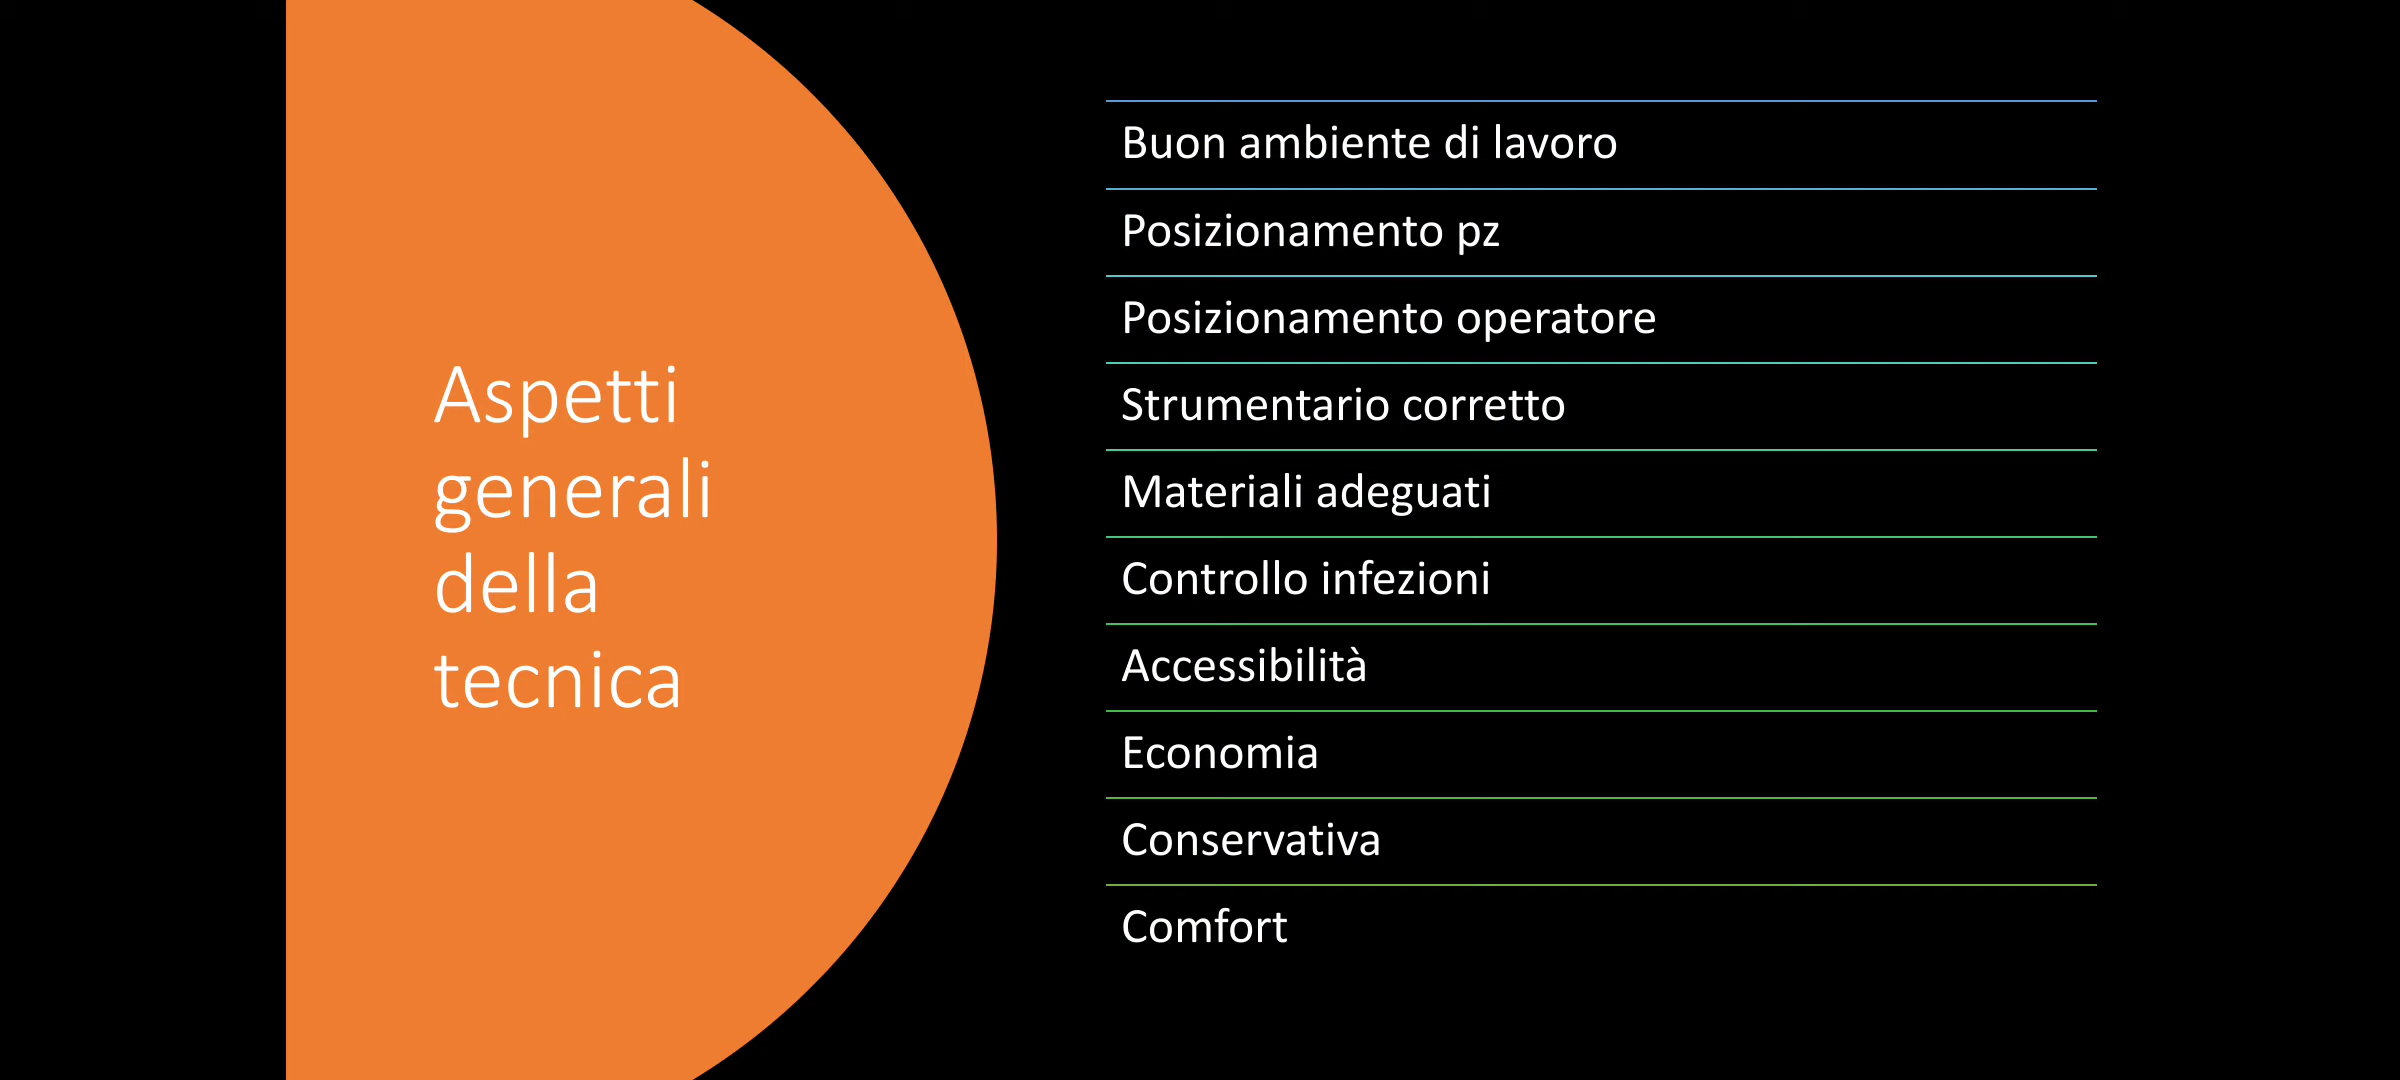 Aspetti
generali
della
tecnica
Buon ambiente di lavoro
Posizionamento pz
Posizionamento operatore
Strumentario corretto
Materiali adeguati
Controllo infezioni
Accessibilità
Economia
Conservativa
Comfort